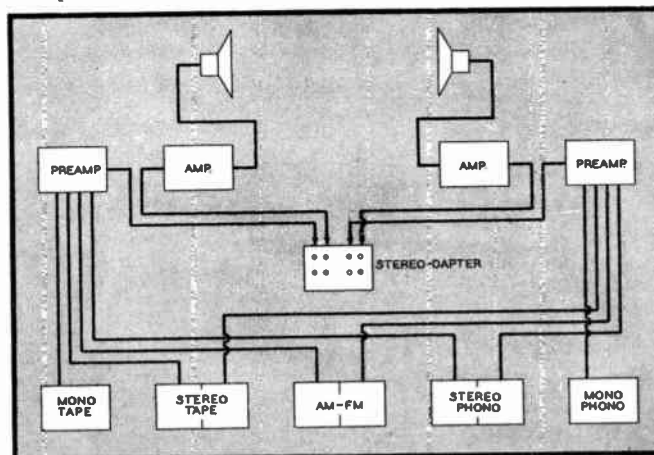 PREAMP
AMP.
AMP.
PREAMP.
STEREO-DAPTER
MONO
TAPE
STEREO
TAPE
AM-FM
STEREO
PHONO
MONO
PHONO